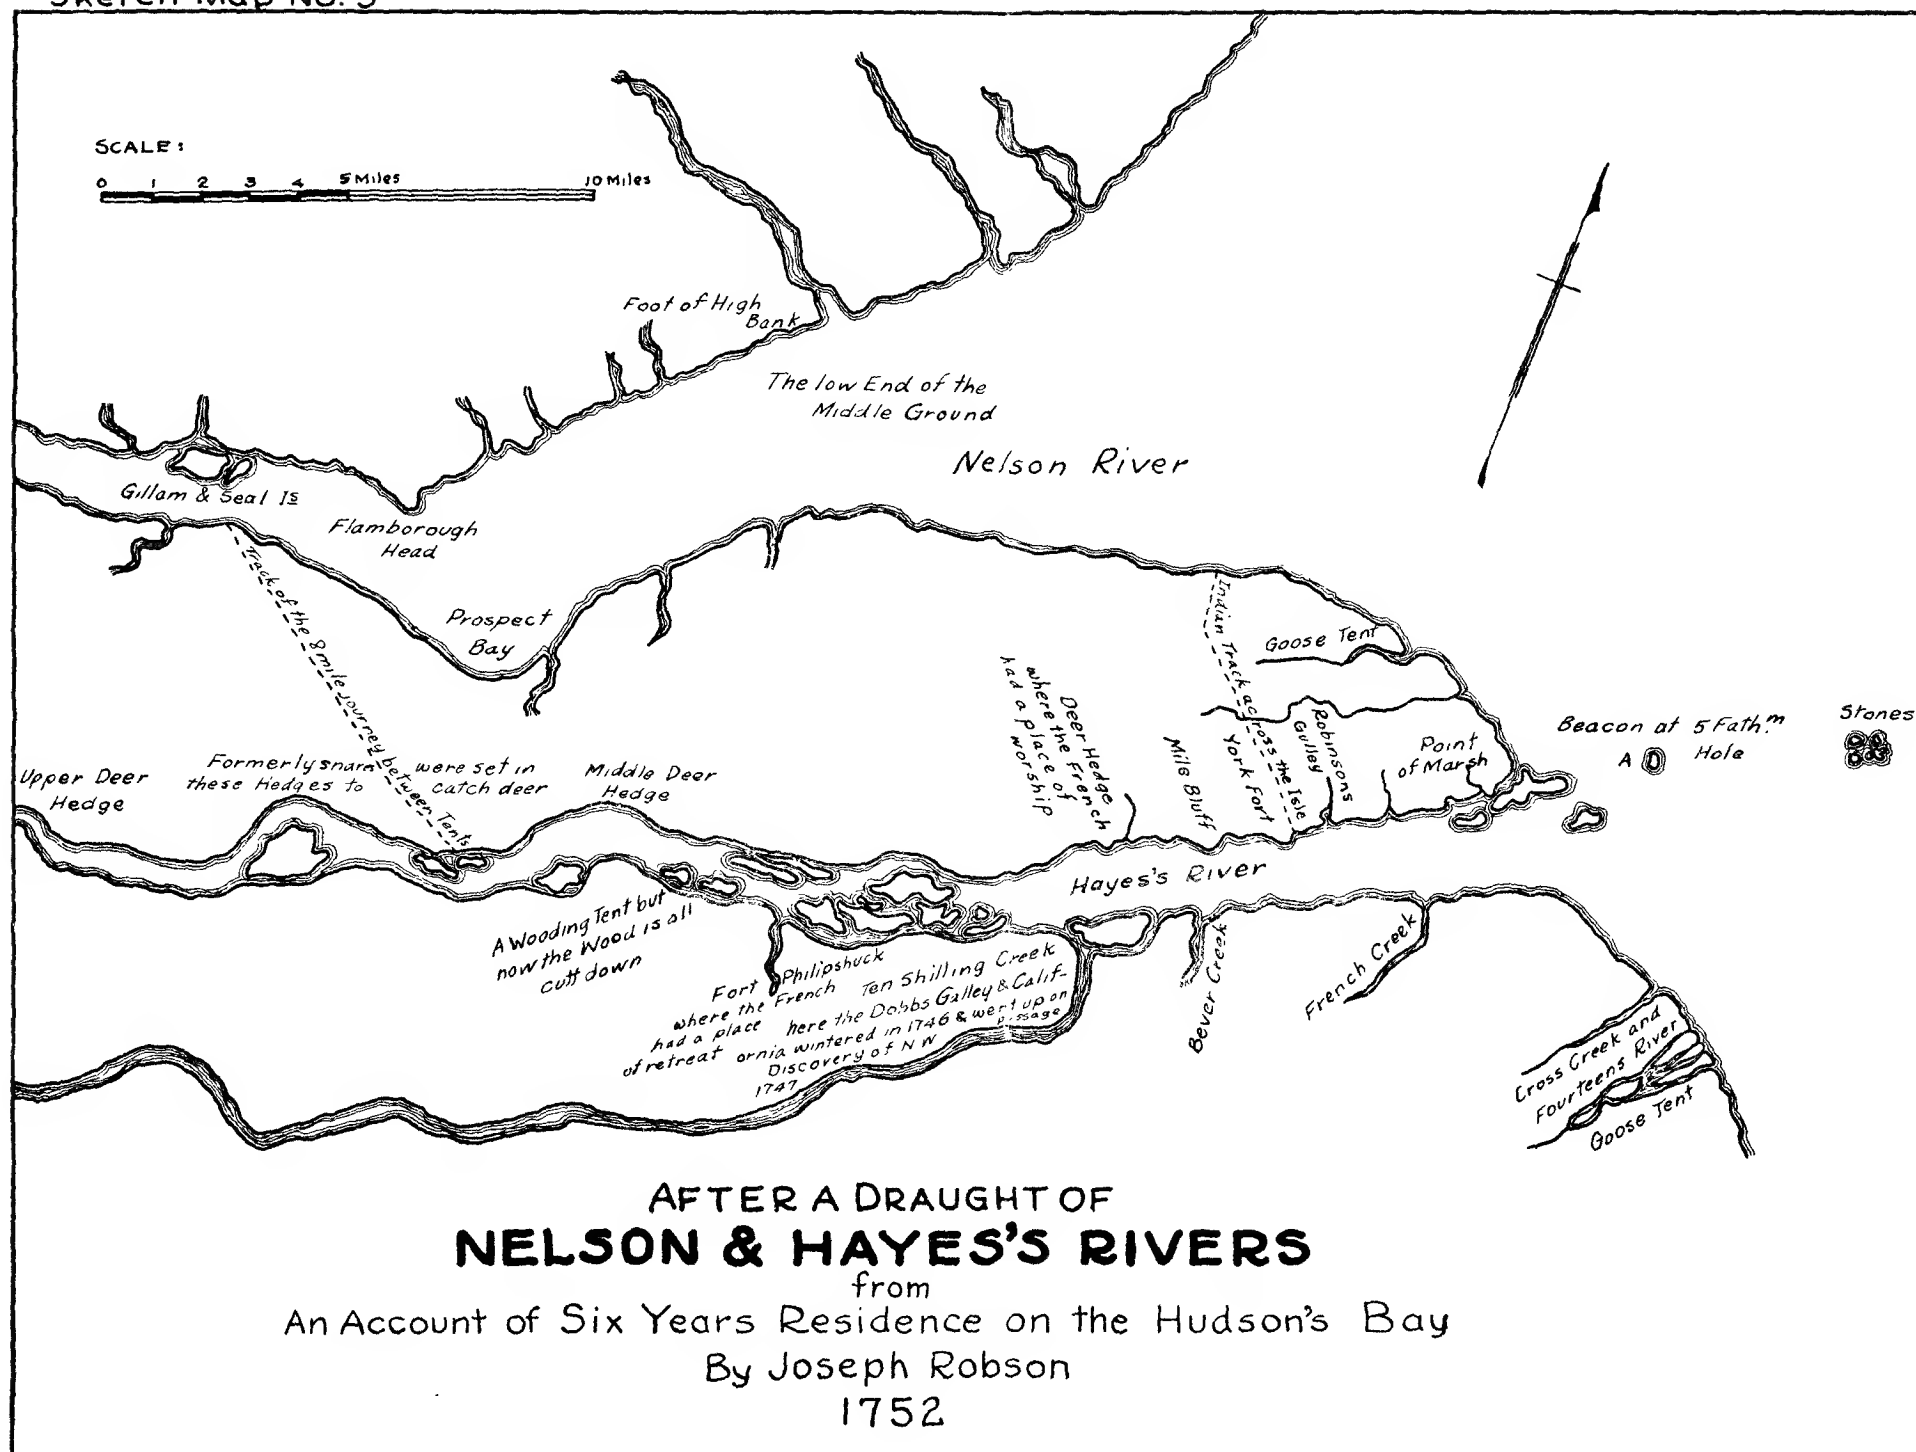 SCALE:
0 1 2 3 4 5 Miles 10 Miles
Foot of High
Bank
The low End of the
Middle Ground
Nelson River
Gillam & Seal Is
Flamborough
Head
Prospect
Bay
Track of the 8 mile Journey between Tents
Upper Deer
Hedge
Formerly snares were set in
these Hedges to catch deer
Middle Deer
Hedge
Deer Hedge
where the French
had a place of
worship
Mile Bluff
York Fort
Indian Track across the Isle
Robinsons
Gulley
Goose Tent
Point
of Marsh
Beacon at 5 Fath.m
A Hole
Stones
Hayes's River
A Wooding Tent but
now the Wood is all
cutt down
Fort Philipshuck
where the French
had a place
of retreat
Ten Shilling Creek
here the Dobbs Galley & Calif-
ornia wintered in 1746 & went up on
Discovery of NW passage
1747
Bever Creek
French Creek
Cross Creek and
Fourteens River
Goose Tent
AFTER A DRAUGHT OF
NELSON & HAYES'S RIVERS
from
An Account of Six Years Residence on the Hudson's Bay
By Joseph Robson
1752